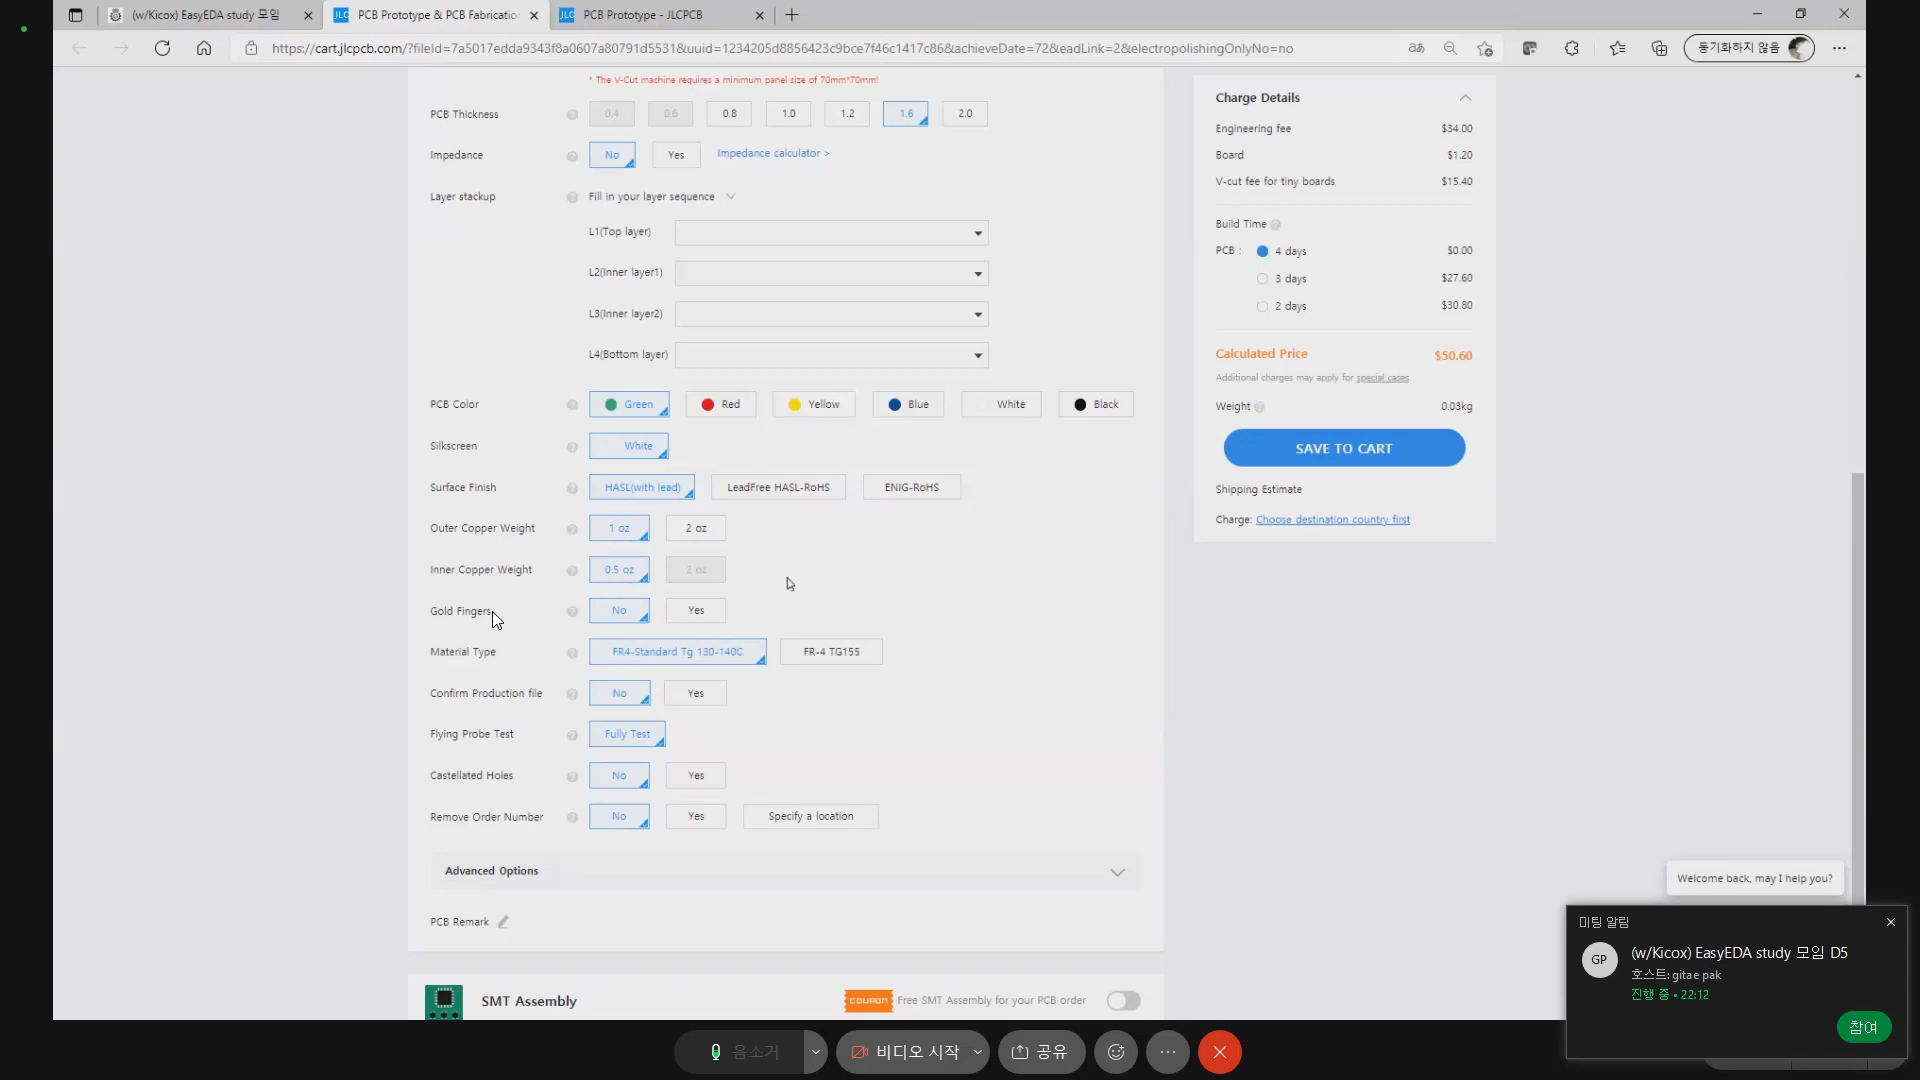 (w/Kicox) EasyEDA study 모임
PCB Prototype & PCB Fabricatio
PCB Prototype - JLCPCB
https://cart.jlcpcb.com/?fileId=7a5017edda9343f8a0607a80791d5531&uuid=1234205d8856423c9bce7f46c1417c86&achieveDate=72&eadLink=2&electropolishingOnlyNo=no
동기화하지 않음
* The V-Cut machine requires a minimum panel size of 70mm*70mm!
PCB Thickness 0.4 0.6 0.8 1.0 1.2 1.6 2.0
Impedance No Yes Impedance calculator >
Layer stackup Fill in your layer sequence
L1(Top layer)
L2(Inner layer1)
L3(Inner layer2)
L4(Bottom layer)
PCB Color Green Red Yellow Blue White Black
Silkscreen White
Surface Finish HASL(with lead) LeadFree HASL-RoHS ENIG-RoHS
Outer Copper Weight 1 oz 2 oz
Inner Copper Weight 0.5 oz 2 oz
Gold Fingers No Yes
Material Type FR4-Standard Tg 130-140C FR-4 TG155
Confirm Production file No Yes
Flying Probe Test Fully Test
Castellated Holes No Yes
Remove Order Number No Yes Specify a location
Advanced Options
PCB Remark
SMT Assembly COUPON Free SMT Assembly for your PCB order
Charge Details
Engineering fee $34.00
Board $1.20
V-cut fee for tiny boards $15.40
Build Time
PCB : 4 days $0.00
3 days $27.60
2 days $30.80
Calculated Price $50.60
Additional charges may apply for special cases
Weight 0.03kg
SAVE TO CART
Shipping Estimate
Charge: Choose destination country first
Welcome back, may I help you?
미팅 알림
GP
(w/Kicox) EasyEDA study 모임 D5
호스트: gitae pak
진행 중 • 22:12
참여
음소거
비디오 시작
공유